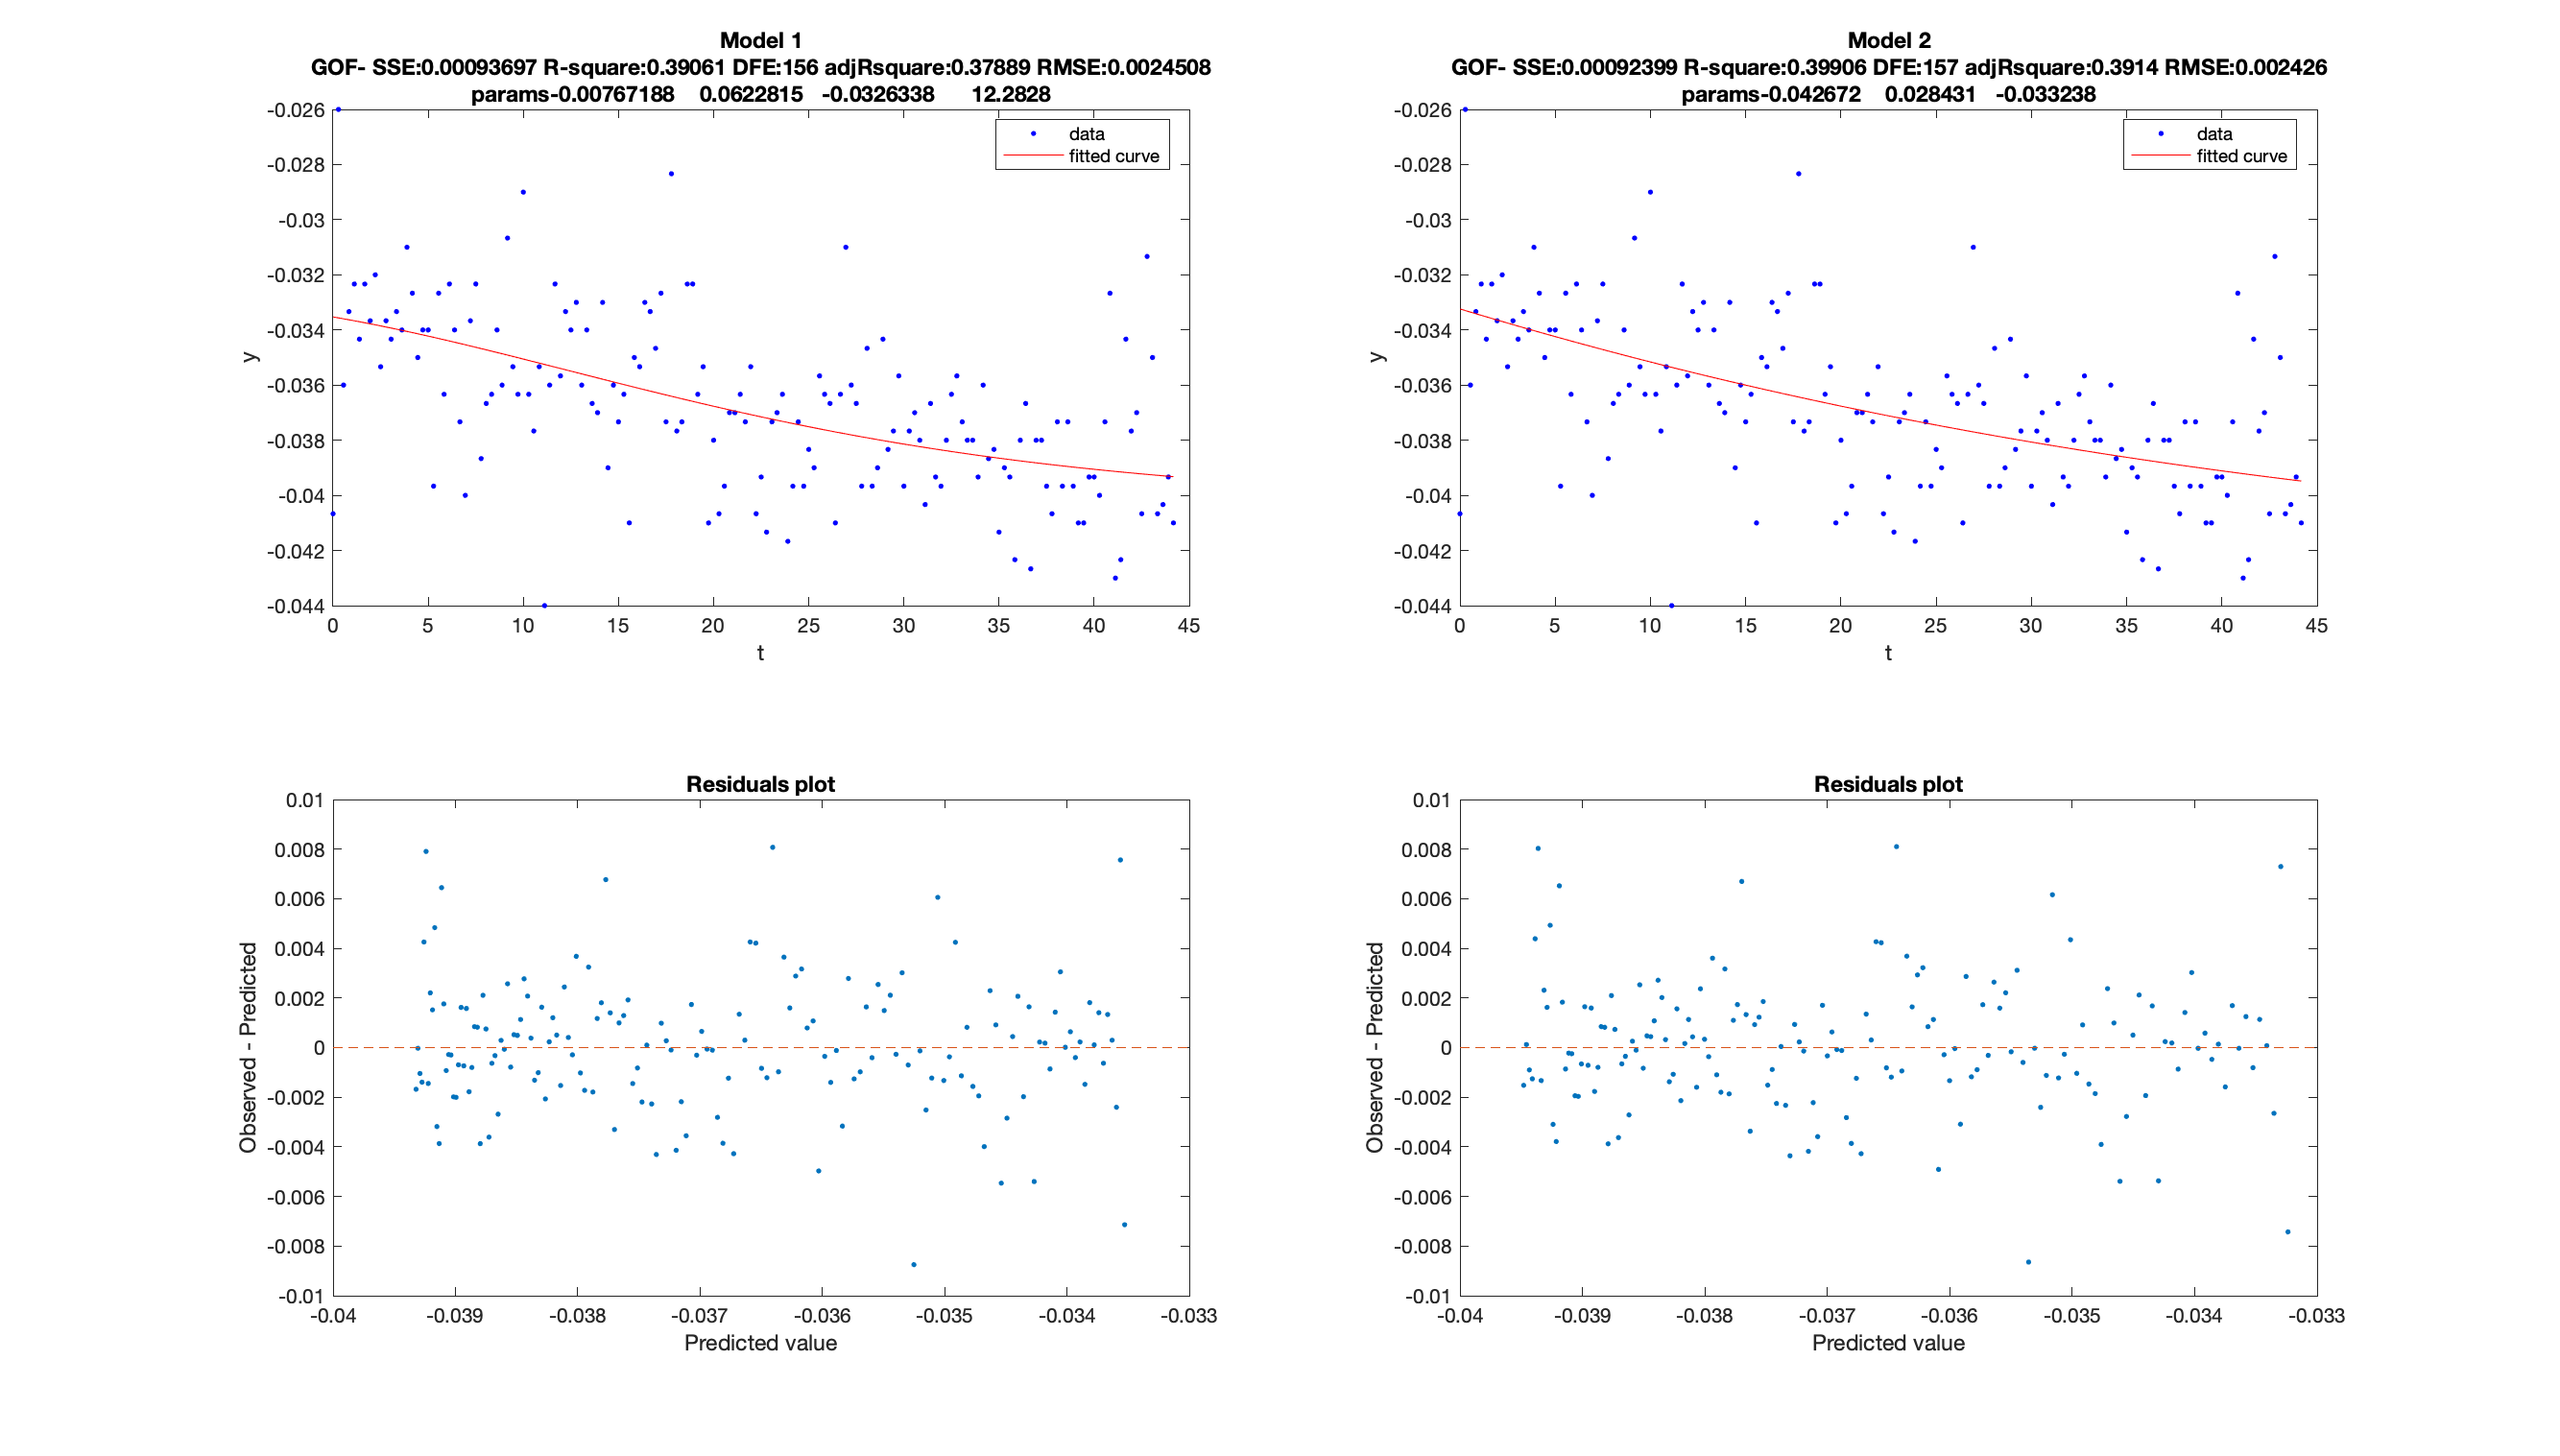 Model 1
GOF- SSE:0.00093697 R-square:0.39061 DFE:156 adjRsquare:0.37889 RMSE:0.0024508
params-0.00767188 0.0622815 -0.0326338 12.2828
-0.026
-0.028
-0.03
-0.032
-0.034
-0.036
-0.038
-0.04
-0.042
-0.044
y
data
fitted curve
0 5 10 15 20 25 30 35 40 45
t
Model 2
GOF- SSE:0.00092399 R-square:0.39906 DFE:157 adjRsquare:0.3914 RMSE:0.002426
params-0.042672 0.028431 -0.033238
-0.026
-0.028
-0.03
-0.032
-0.034
-0.036
-0.038
-0.04
-0.042
-0.044
y
data
fitted curve
0 5 10 15 20 25 30 35 40 45
t
Residuals plot
0.01
0.008
0.006
0.004
0.002
0
-0.002
-0.004
-0.006
-0.008
-0.01
Observed - Predicted
-0.04 -0.039 -0.038 -0.037 -0.036 -0.035 -0.034 -0.033
Predicted value
Residuals plot
0.01
0.008
0.006
0.004
0.002
0
-0.002
-0.004
-0.006
-0.008
-0.01
Observed - Predicted
-0.04 -0.039 -0.038 -0.037 -0.036 -0.035 -0.034 -0.033
Predicted value